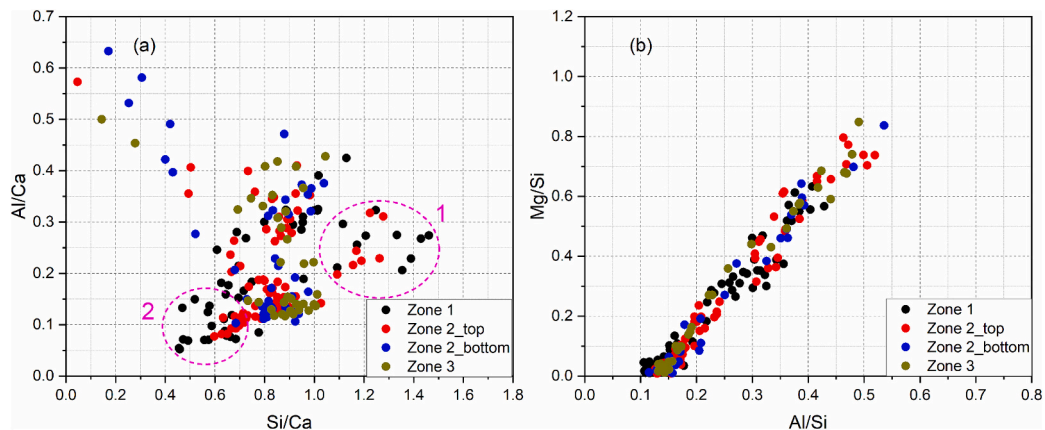 (a)
1
2
Zone 1
Zone 2_top
Zone 2_bottom
Zone 3
0.7
0.6
0.5
0.4
0.3
0.2
0.1
0.0
0.0 0.2 0.4 0.6 0.8 1.0 1.2 1.4 1.6 1.8
Al/Ca
Si/Ca
(b)
Zone 1
Zone 2_top
Zone 2_bottom
Zone 3
1.2
1.0
0.8
0.6
0.4
0.2
0.0
0.0 0.1 0.2 0.3 0.4 0.5 0.6 0.7 0.8
Mg/Si
Al/Si